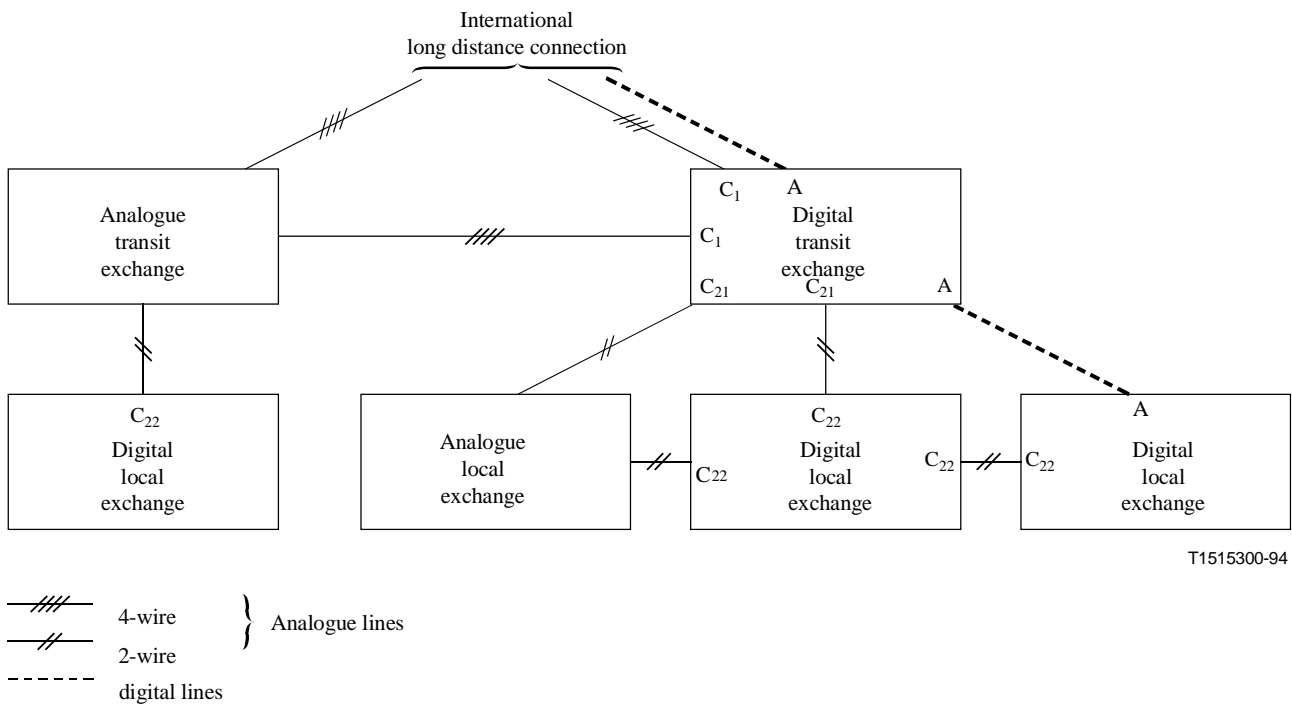 International
long distance connection
C1
A
Analogue
transit
exchange
Digital
transit
exchange
C1
C21
C21
A
C22
Digital
local
exchange
Analogue
local
exchange
C22
Digital
local
exchange
C22
C22
A
Digital
local
exchange
C22
T1515300-94
4-wire
2-wire
Analogue lines
digital lines